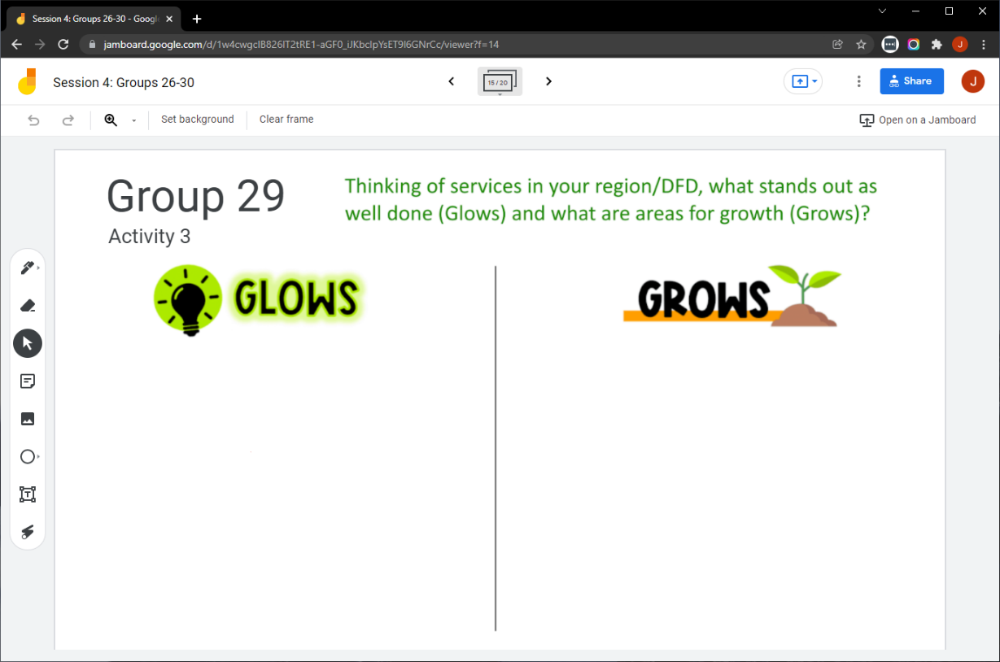 Session 4: Groups 26-30 - Googl
jamboard.google.com/d/1w4cwgclB826lT2tRE1-aGF0_iJKbclpYsET9l6GNrCc/viewer?f=14
J
Session 4: Groups 26-30
15 / 20
Share
J
Set background
Clear frame
Open on a Jamboard
Group 29
Activity 3
Thinking of services in your region/DFD, what stands out as
well done (Glows) and what are areas for growth (Grows)?
GLOWS
GROWS
T